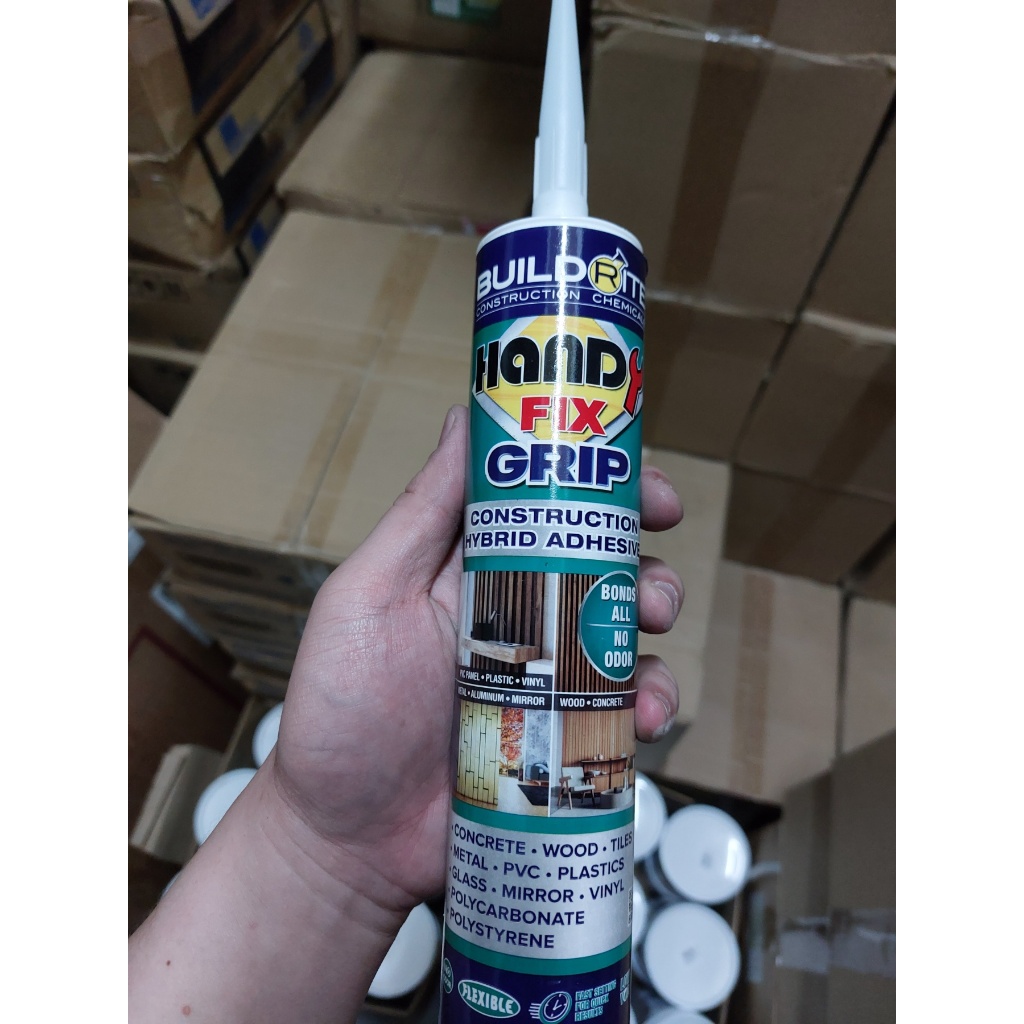 BUILDRITE
CONSTRUCTION CHEMICAL
HANDY
FIX
GRIP
CONSTRUCTION
HYBRID ADHESIVE
BONDS
ALL
NO
ODOR
PVC PANEL • PLASTIC • VINYL
METAL • ALUMINUM • MIRROR
WOOD • CONCRETE
• CONCRETE • WOOD • TILES
• METAL • PVC • PLASTICS
• GLASS • MIRROR • VINYL
• POLYCARBONATE
• POLYSTYRENE
FLEXIBLE
FAST SETTING
FOR QUICK
RESULTS